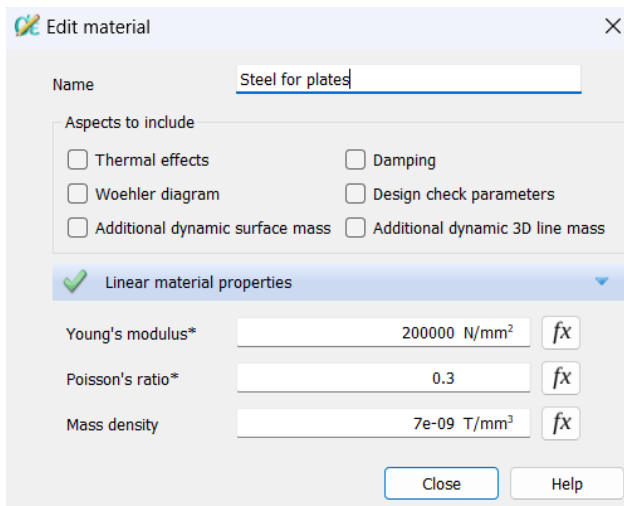 Edit material
Name Steel for plates
Aspects to include
Thermal effects Damping
Woehler diagram Design check parameters
Additional dynamic surface mass Additional dynamic 3D line mass
Linear material properties
Young's modulus* 200000 N/mm² fx
Poisson's ratio* 0.3 fx
Mass density 7e-09 T/mm³ fx
Close Help